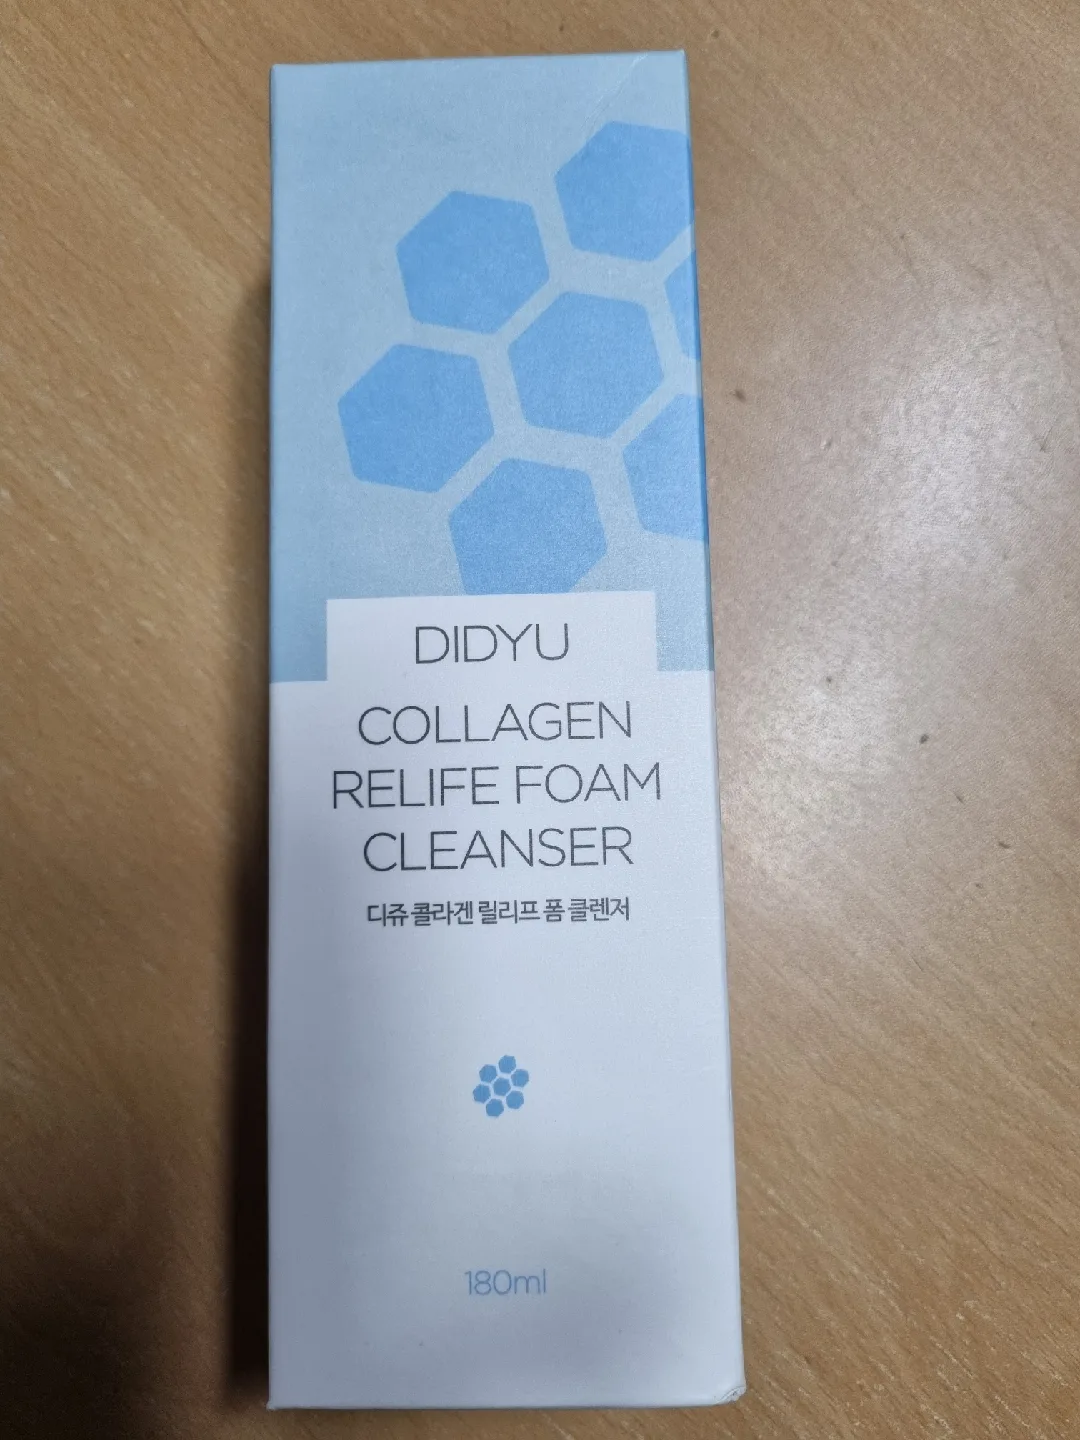 DIDYU
COLLAGEN
RELIFE FOAM
CLEANSER
디쥬 콜라겐 릴리프 폼 클렌저
180ml